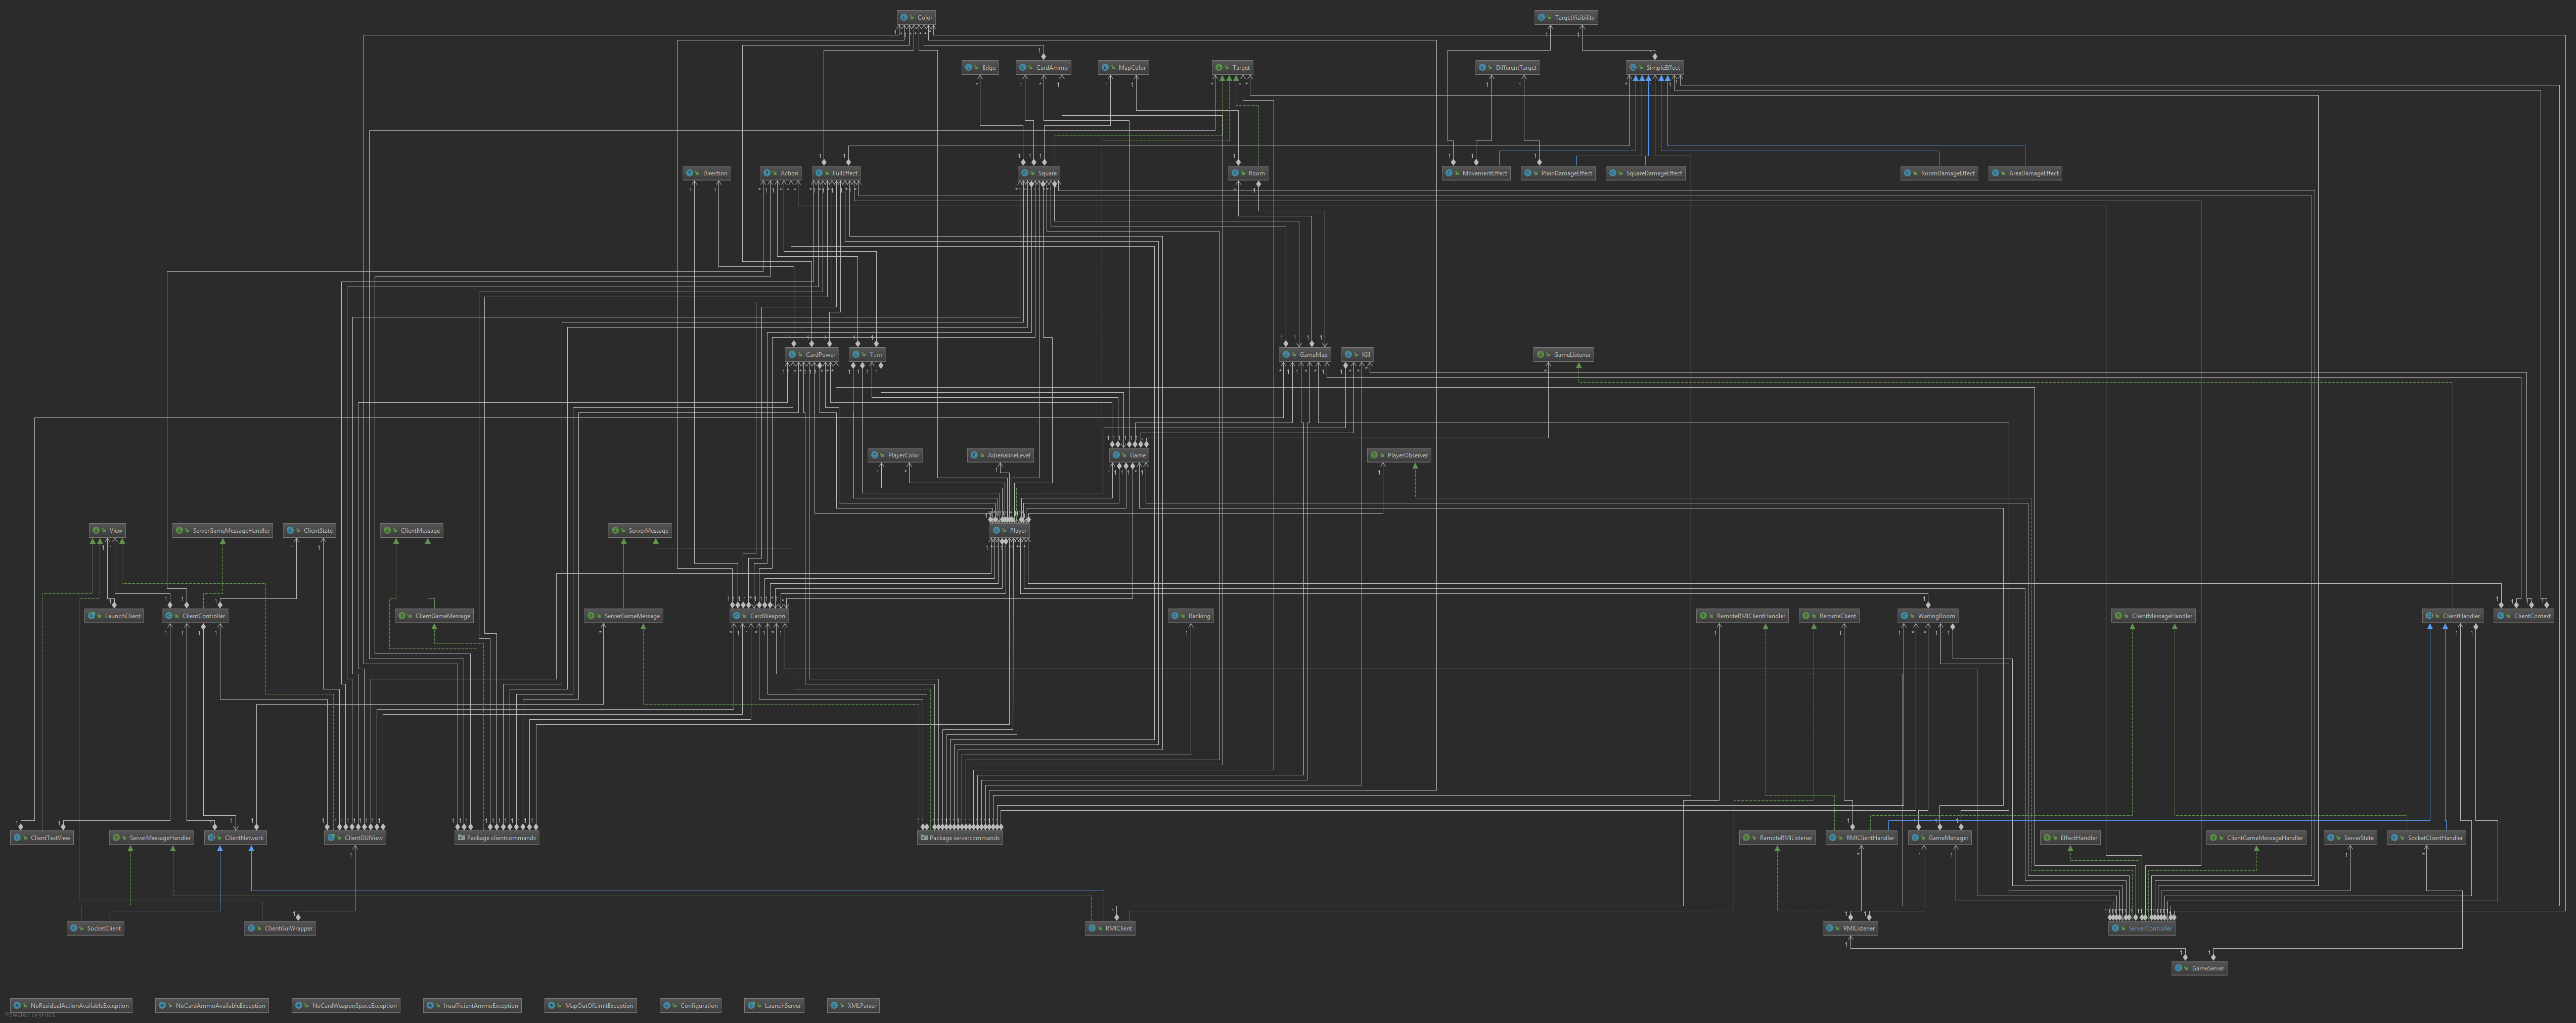 Color
TargetVisibility
Edge
CardAmmo
MapColor
Target
DifferentTarget
SimpleEffect
Direction
Action
FullEffect
Square
Room
MovementEffect
PlainDamageEffect
SquareDamageEffect
RoomDamageEffect
AreaDamageEffect
CardPower
Turn
GameMap
Kill
GameListener
PlayerColor
AdrenalineLevel
Game
PlayerObserver
View
ServerGameMessageHandler
ClientState
ClientMessage
ServerMessage
Player
LaunchClient
ClientController
ClientGameMessage
ServerGameMessage
CardWeapon
Ranking
RemoteRMIClientHandler
RemoteClient
WaitingRoom
ClientMessageHandler
ClientHandler
ClientContext
ClientTextView
ServerMessageHandler
ClientNetwork
ClientGUIView
Package clientcommands
Package servercommands
RemoteRMIListener
RMIClientHandler
GameManager
EffectHandler
ClientGameMessageHandler
ServerState
SocketClientHandler
SocketClient
ClientGuiWrapper
RMIClient
RMIListener
ServerController
GameServer
NoResidualActionAvailableException
NoCardAmmoAvailableException
NoCardWeaponSpaceException
InsufficientAmmoException
MapOutOfLimitException
Configuration
LaunchServer
XMLParser
Powered by yFiles